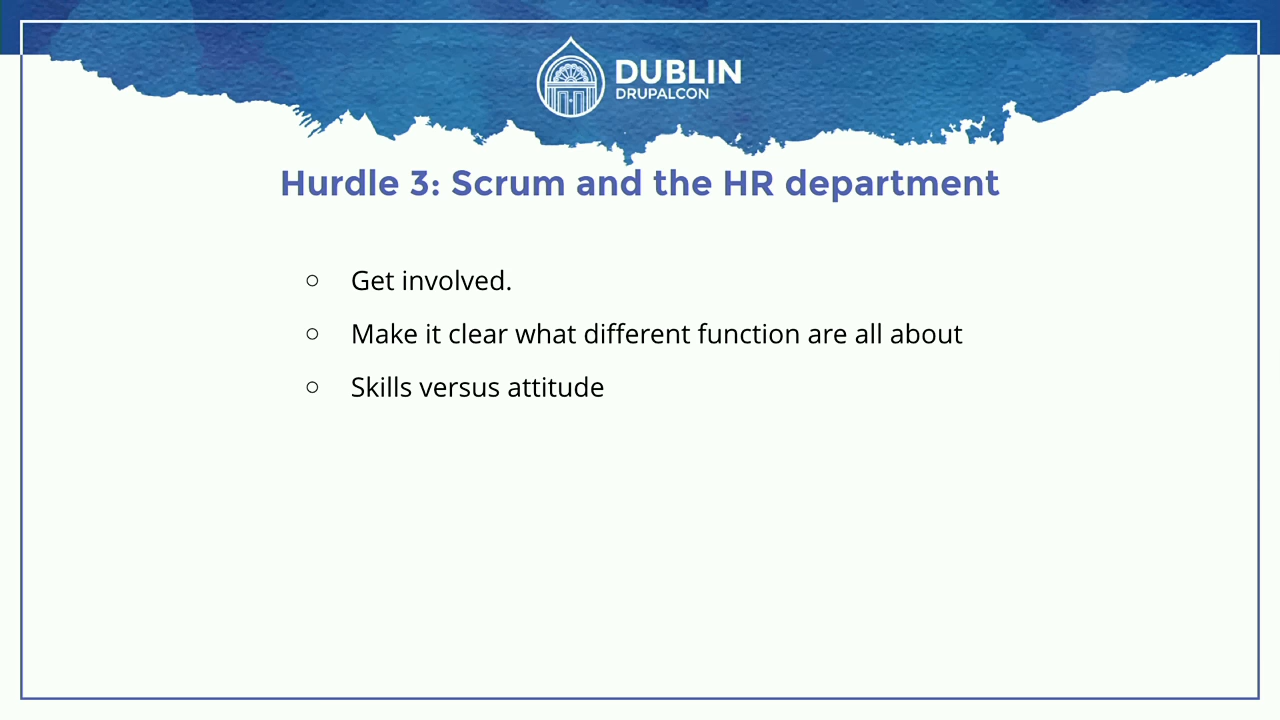 DUBLIN
DRUPALCON
Hurdle 3: Scrum and the HR department
○ Get involved.
○ Make it clear what different function are all about
○ Skills versus attitude